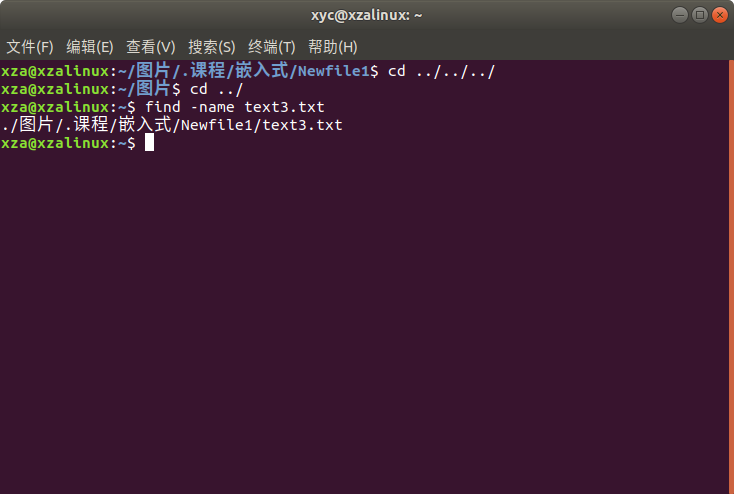 xyc@xzalinux: ~
文件(F) 编辑(E) 查看(V) 搜索(S) 终端(T) 帮助(H)
xza@xzalinux:~/图片/.课程/嵌入式/Newfile1$ cd ../../../
xza@xzalinux:~/图片$ cd ../
xza@xzalinux:~$ find -name text3.txt
./图片/.课程/嵌入式/Newfile1/text3.txt
xza@xzalinux:~$